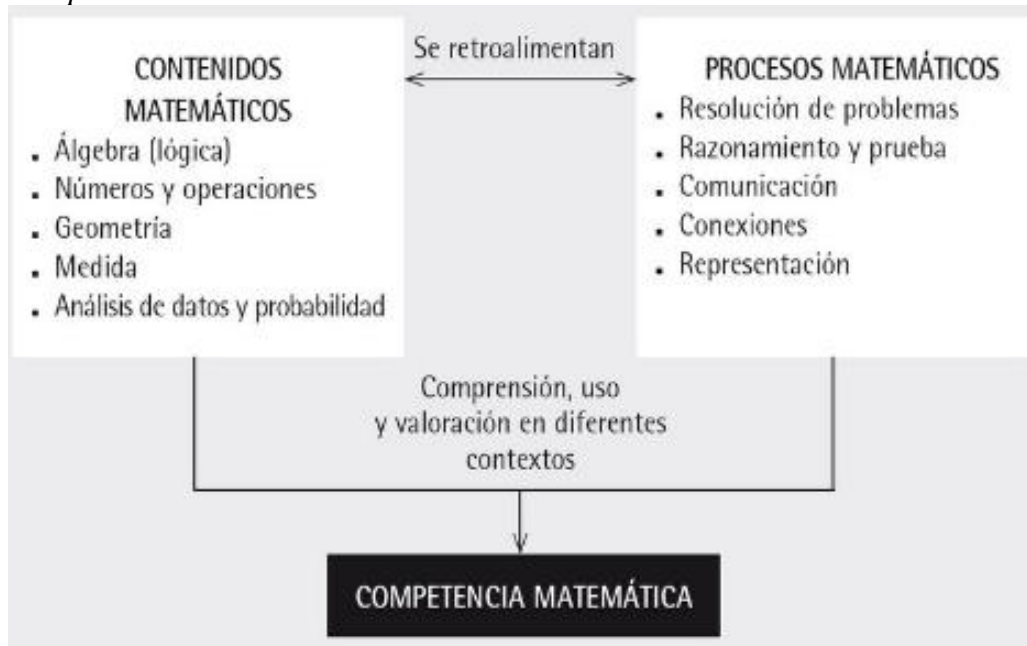 CONTENIDOS
MATEMÁTICOS
. Álgebra (lógica)
. Números y operaciones
. Geometría
. Medida
. Análisis de datos y probabilidad
Se retroalimentan
PROCESOS MATEMÁTICOS
. Resolución de problemas
. Razonamiento y prueba
. Comunicación
. Conexiones
. Representación
Comprensión, uso
y valoración en diferentes
contextos
COMPETENCIA MATEMÁTICA